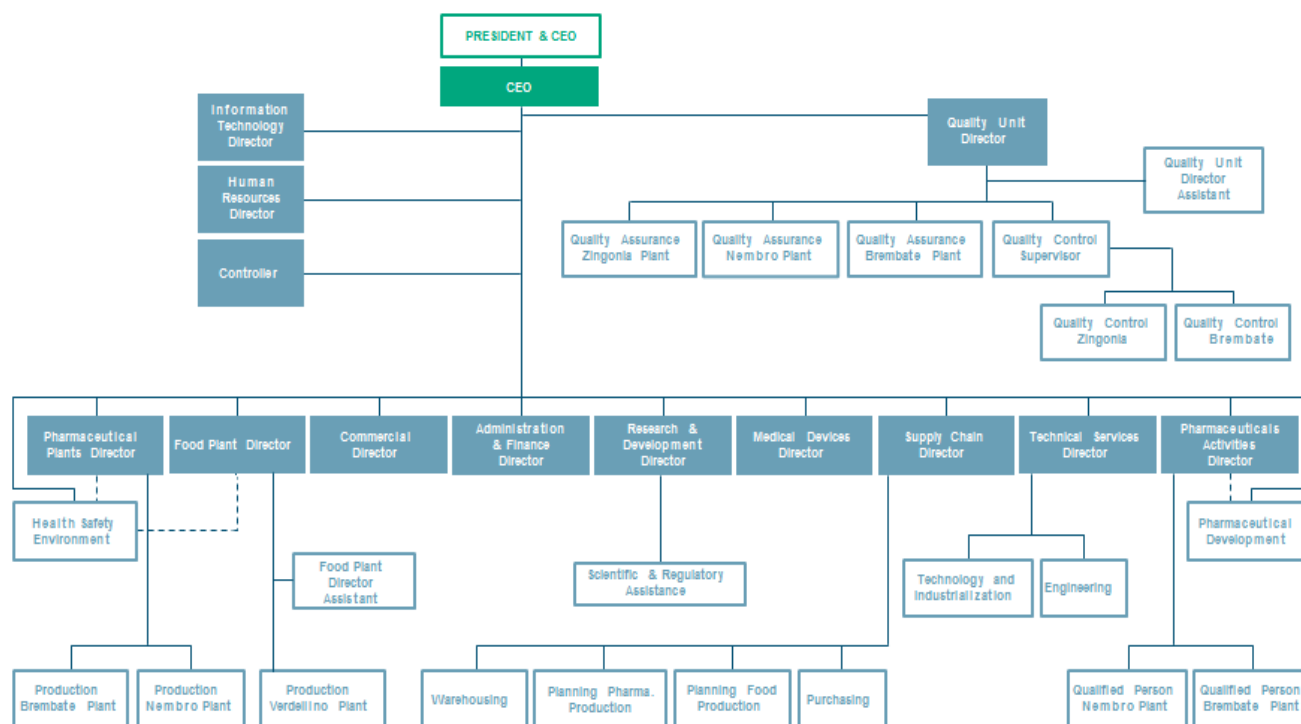 PRESIDENT & CEO
CEO
Information
Technology
Director
Quality Unit
Director
Quality Unit
Director
Assistant
Human
Resources
Director
Quality Assurance
Zingonia Plant
Quality Assurance
Nembro Plant
Quality Assurance
Brembate Plant
Quality Control
Supervisor
Controller
Quality Control
Zingonia
Quality Control
Brembate
Pharmaceutical
Plants Director
Food Plant Director
Commercial
Director
Administration
& Finance
Director
Research &
Development
Director
Medical Devices
Director
Supply Chain
Director
Technical Services
Director
Pharmaceuticals
Activities
Director
Health Safety
Environment
Pharmaceutical
Development
Food Plant
Director
Assistant
Scientific & Regulatory
Assistance
Technology and
Industrialization
Engineering
Production
Brembate Plant
Production
Nembro Plant
Production
Verdellino Plant
Warehousing
Planning Pharma.
Production
Planning Food
Production
Purchasing
Qualified Person
Nembro Plant
Qualified Person
Brembate Plant